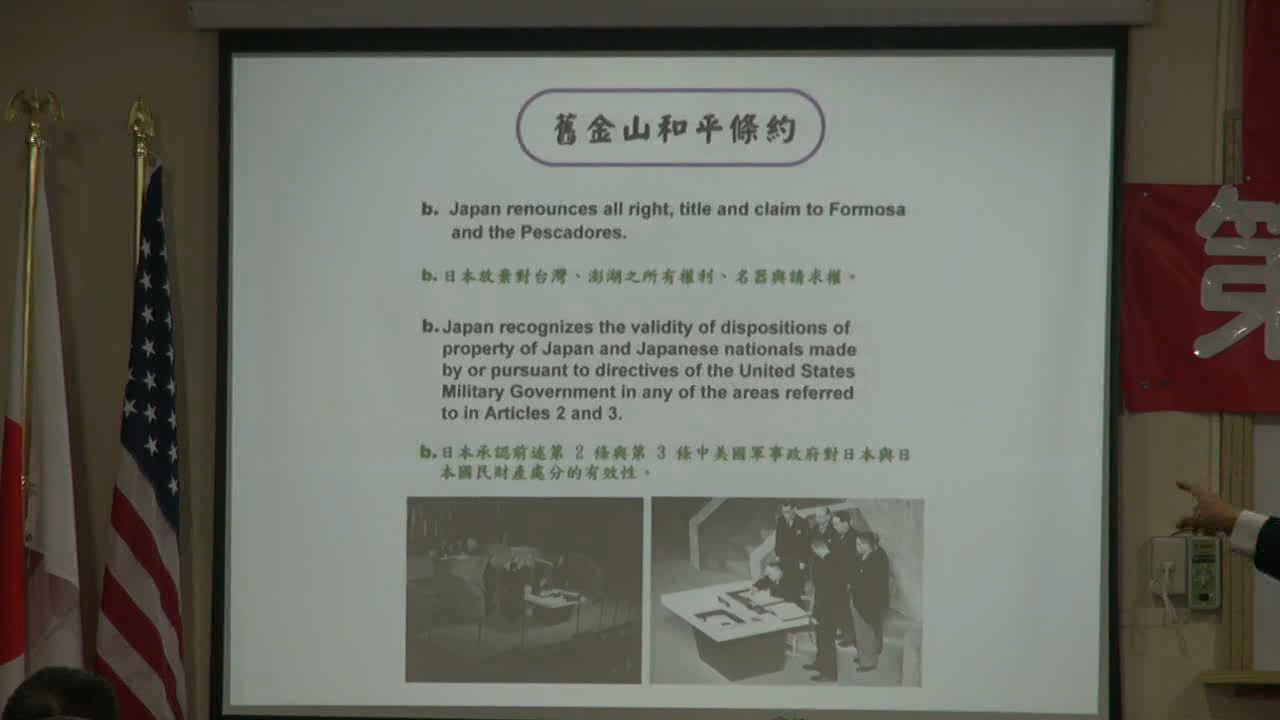 舊金山和平條約
b. Japan renounces all right, title and claim to Formosa
and the Pescadores.
b. 日本放棄對台灣、澎湖之所有權利、名器與請求權。
b. Japan recognizes the validity of dispositions of
property of Japan and Japanese nationals made
by or pursuant to directives of the United States
Military Government in any of the areas referred
to in Articles 2 and 3.
b. 日本承認前述第 2 條與第 3 條中美國軍事政府對日本與日
本國民財產處分的有效性。
第